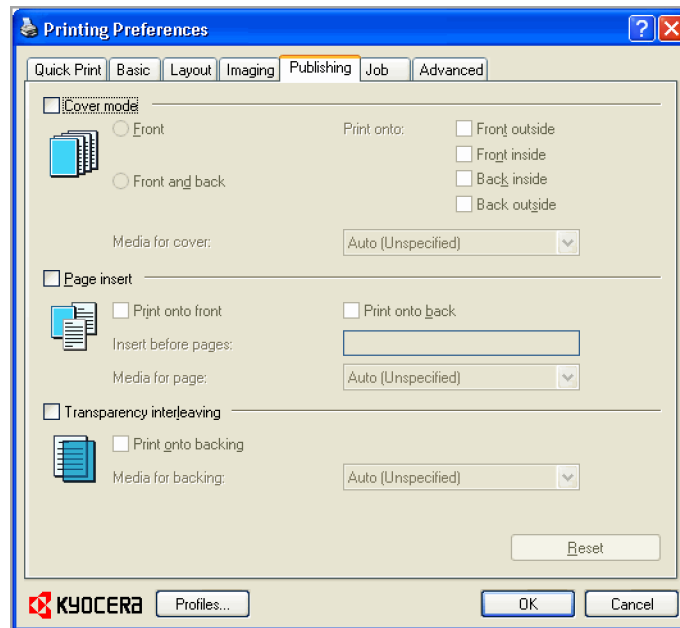 Printing Preferences
Quick Print Basic Layout Imaging Publishing Job Advanced
Cover mode
Front Print onto: Front outside
Front inside
Front and back Back inside
Back outside
Media for cover: Auto (Unspecified)
Page insert
Print onto front Print onto back
Insert before pages:
Media for page: Auto (Unspecified)
Transparency interleaving
Print onto backing
Media for backing: Auto (Unspecified)
Reset
KYOCERA Profiles... OK Cancel